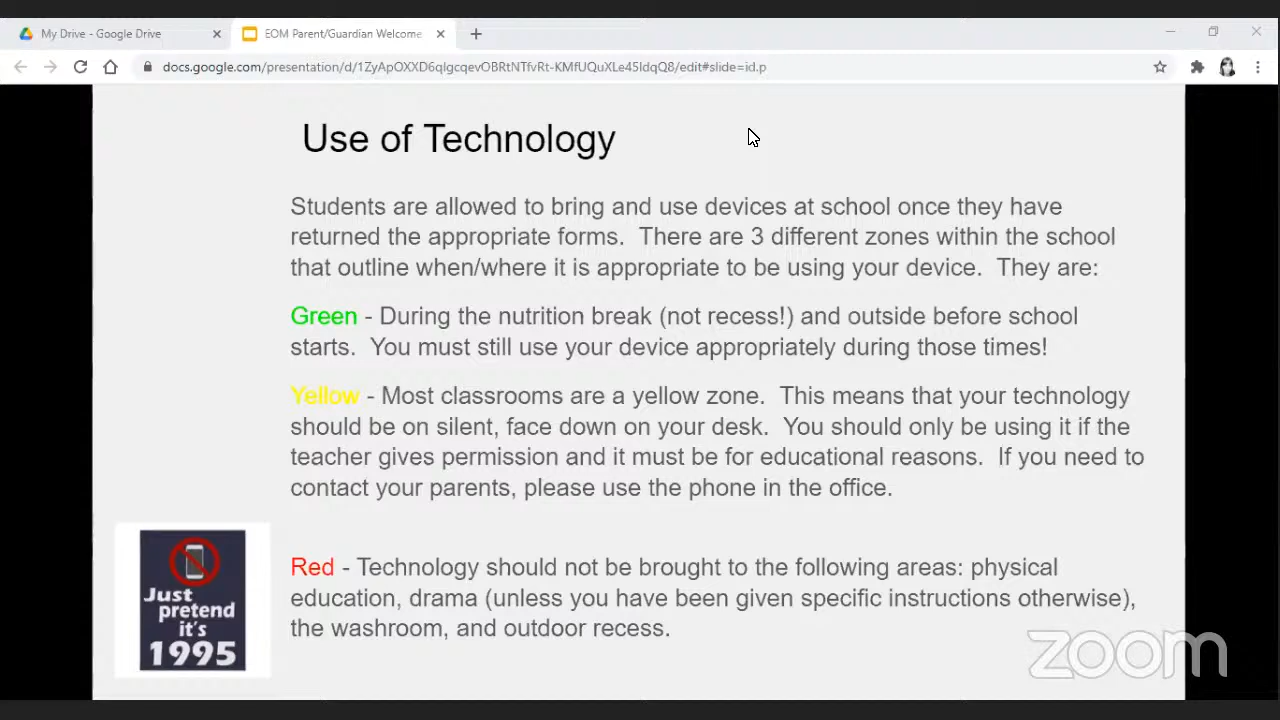 My Drive - Google Drive
EOM Parent/Guardian Welcome
docs.google.com/presentation/d/1ZyApOXXD6qIgcqevOBRtNTfvRt-KMfUQuXLe45IdqQ8/edit#slide=id.p
Use of Technology
Students are allowed to bring and use devices at school once they have
returned the appropriate forms.  There are 3 different zones within the school
that outline when/where it is appropriate to be using your device.  They are:
Green - During the nutrition break (not recess!) and outside before school
starts.  You must still use your device appropriately during those times!
Yellow - Most classrooms are a yellow zone.  This means that your technology
should be on silent, face down on your desk.  You should only be using it if the
teacher gives permission and it must be for educational reasons.  If you need to
contact your parents, please use the phone in the office.
Red - Technology should not be brought to the following areas: physical
education, drama (unless you have been given specific instructions otherwise),
the washroom, and outdoor recess.
Just
pretend
it's
1995
zoom